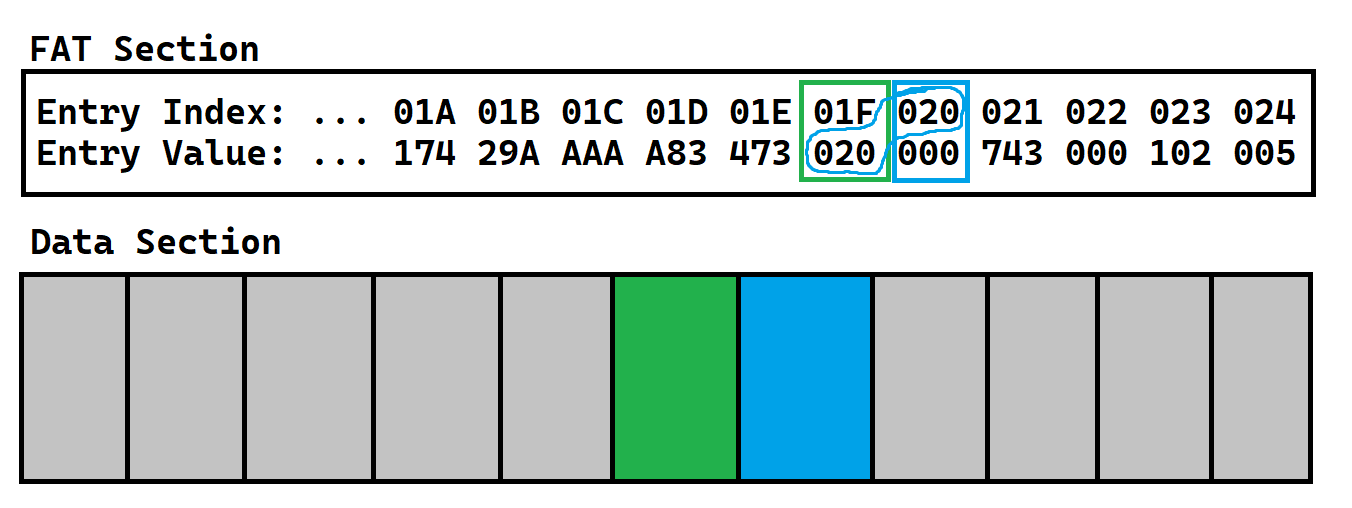 FAT Section
Entry Index: ... 01A 01B 01C 01D 01E 01F 020 021 022 023 024
Entry Value: ... 174 29A AAA A83 473 020 000 743 000 102 005
Data Section